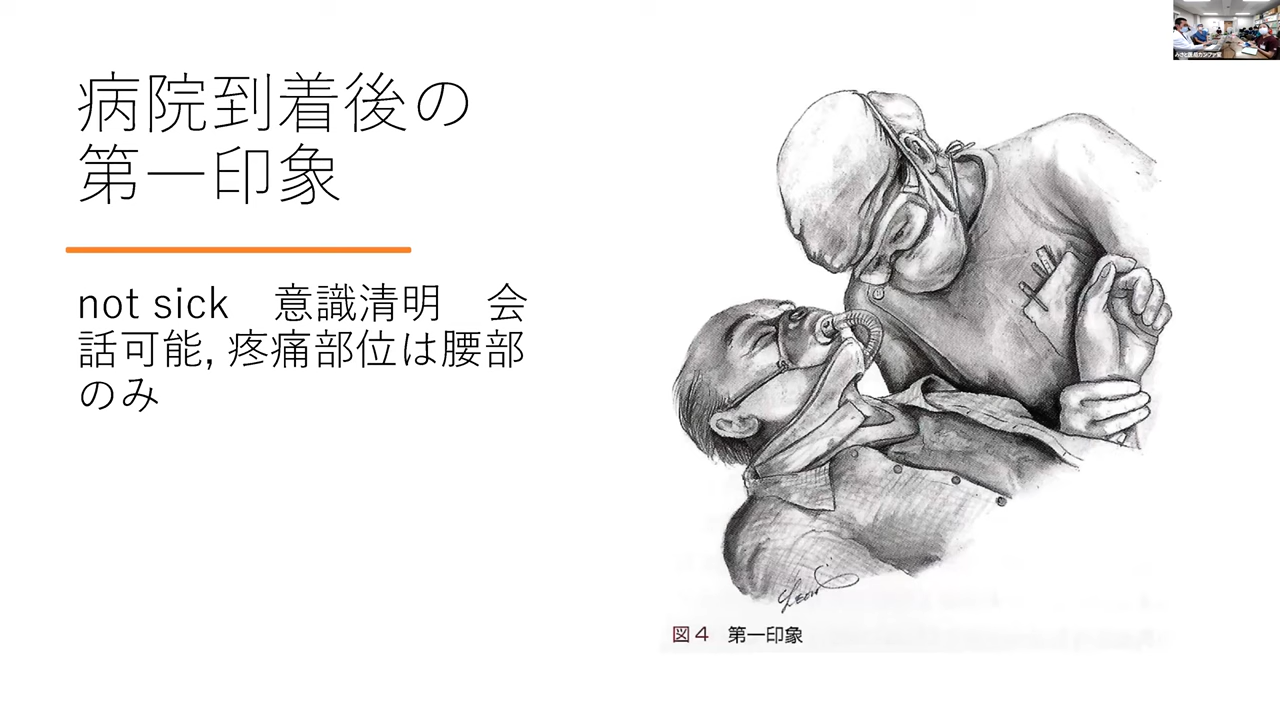 病院到着後の
第一印象
not sick　意識清明　会
話可能, 疼痛部位は腰部
のみ
図4　第一印象